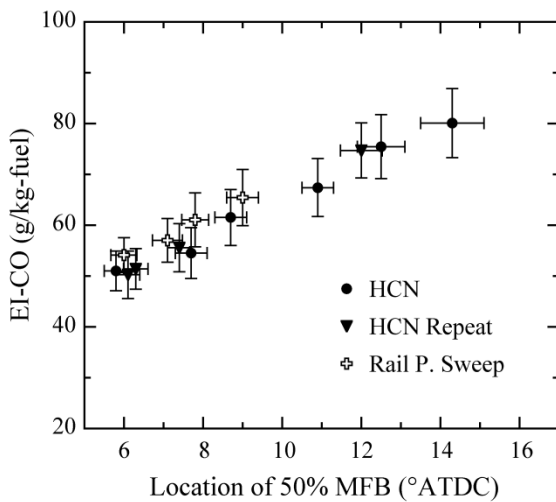 100
80
60
40
20
EI-CO (g/kg-fuel)
HCN
HCN Repeat
Rail P. Sweep
6 8 10 12 14 16
Location of 50% MFB (°ATDC)